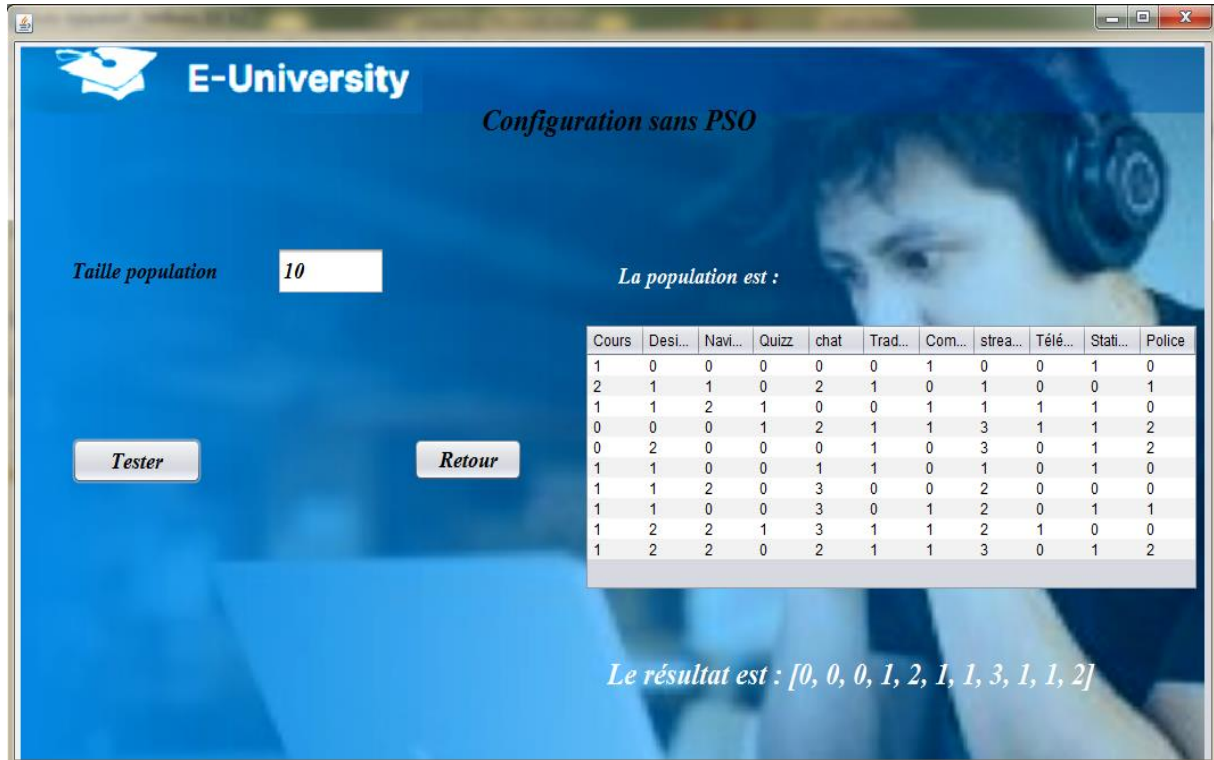 E-University
Configuration sans PSO
Taille population 10
La population est :
Cours Desi... Navi... Quizz chat Trad... Com... strea... Télé... Stati... Police
1 0 0 0 0 0 1 0 0 1 0
2 1 1 0 2 1 0 1 0 0 1
1 1 2 1 0 0 1 1 1 1 0
0 0 0 1 2 1 1 3 1 1 2
0 2 0 0 0 1 0 3 0 1 2
1 1 0 0 1 1 0 1 0 1 0
1 1 2 0 3 0 0 2 0 0 0
1 1 0 0 3 0 1 2 0 1 1
1 2 2 1 3 1 1 2 1 0 0
1 2 2 0 2 1 1 3 0 1 2
Tester Retour
Le résultat est : [0, 0, 0, 1, 2, 1, 1, 3, 1, 1, 2]